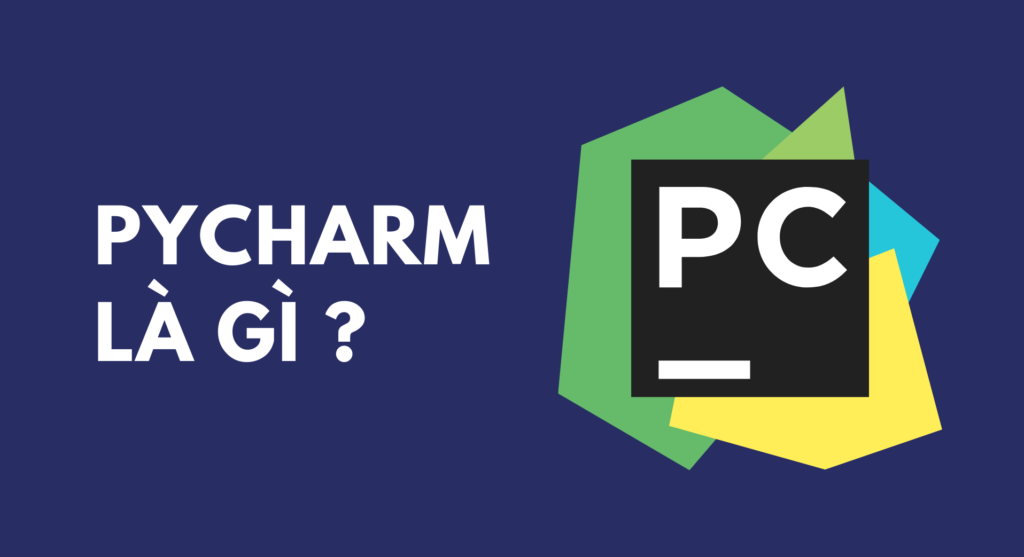 PYCHARM
LÀ GÌ ?
PC